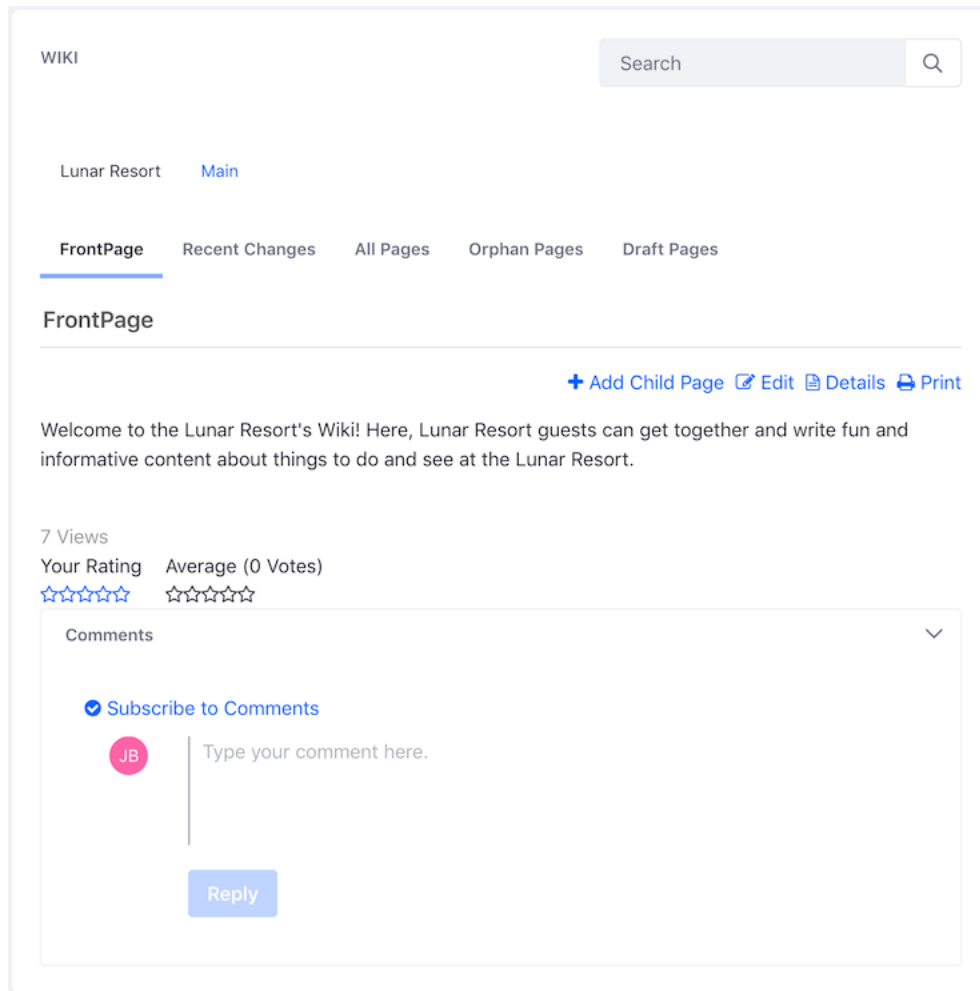 WIKI
Search
Lunar Resort Main
FrontPage Recent Changes All Pages Orphan Pages Draft Pages
FrontPage
Add Child Page Edit Details Print
Welcome to the Lunar Resort's Wiki! Here, Lunar Resort guests can get together and write fun and
informative content about things to do and see at the Lunar Resort.
7 Views
Your Rating Average (0 Votes)
Comments
Subscribe to Comments
JB Type your comment here.
Reply